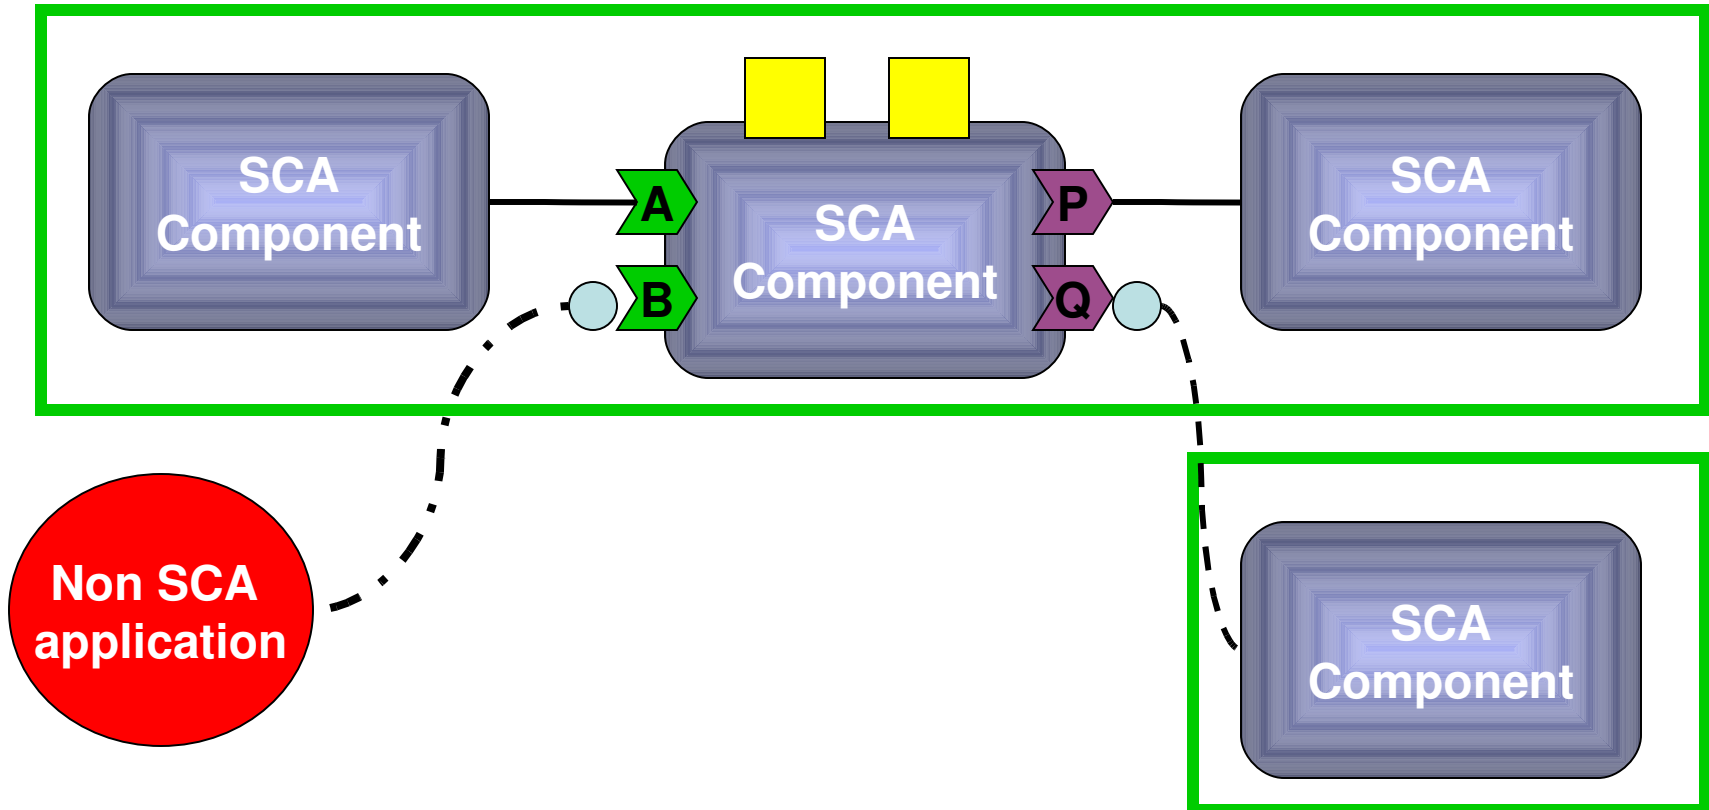 SCA
Component
A
B
SCA
Component
P
Q
SCA
Component
Non SCA
application
SCA
Component